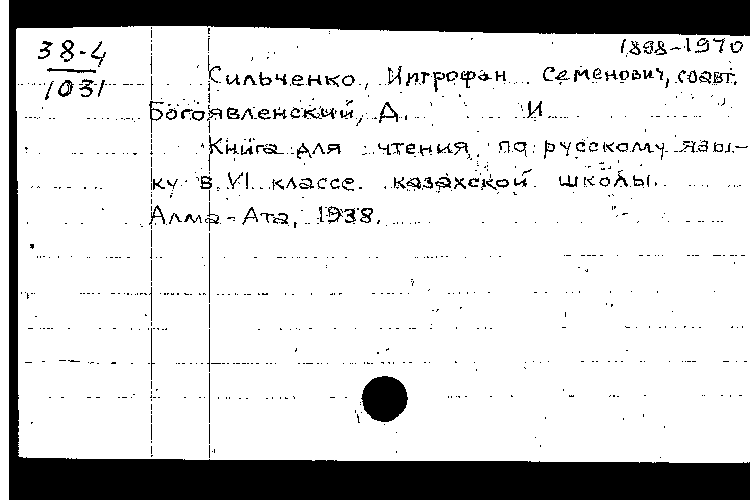 38-4
1031
1898-1970
Сильченко, Митрофан Семенович, соавт.
Богоявленский, Д. И
Книга для чтения по русскому язы-
ку в VI классе казахской школы.
Алма-Ата, 1938.